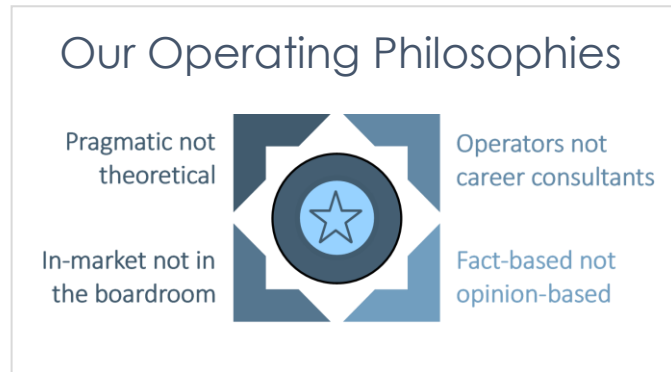 Our Operating Philosophies
Pragmatic not
theoretical
Operators not
career consultants
In-market not in
the boardroom
Fact-based not
opinion-based